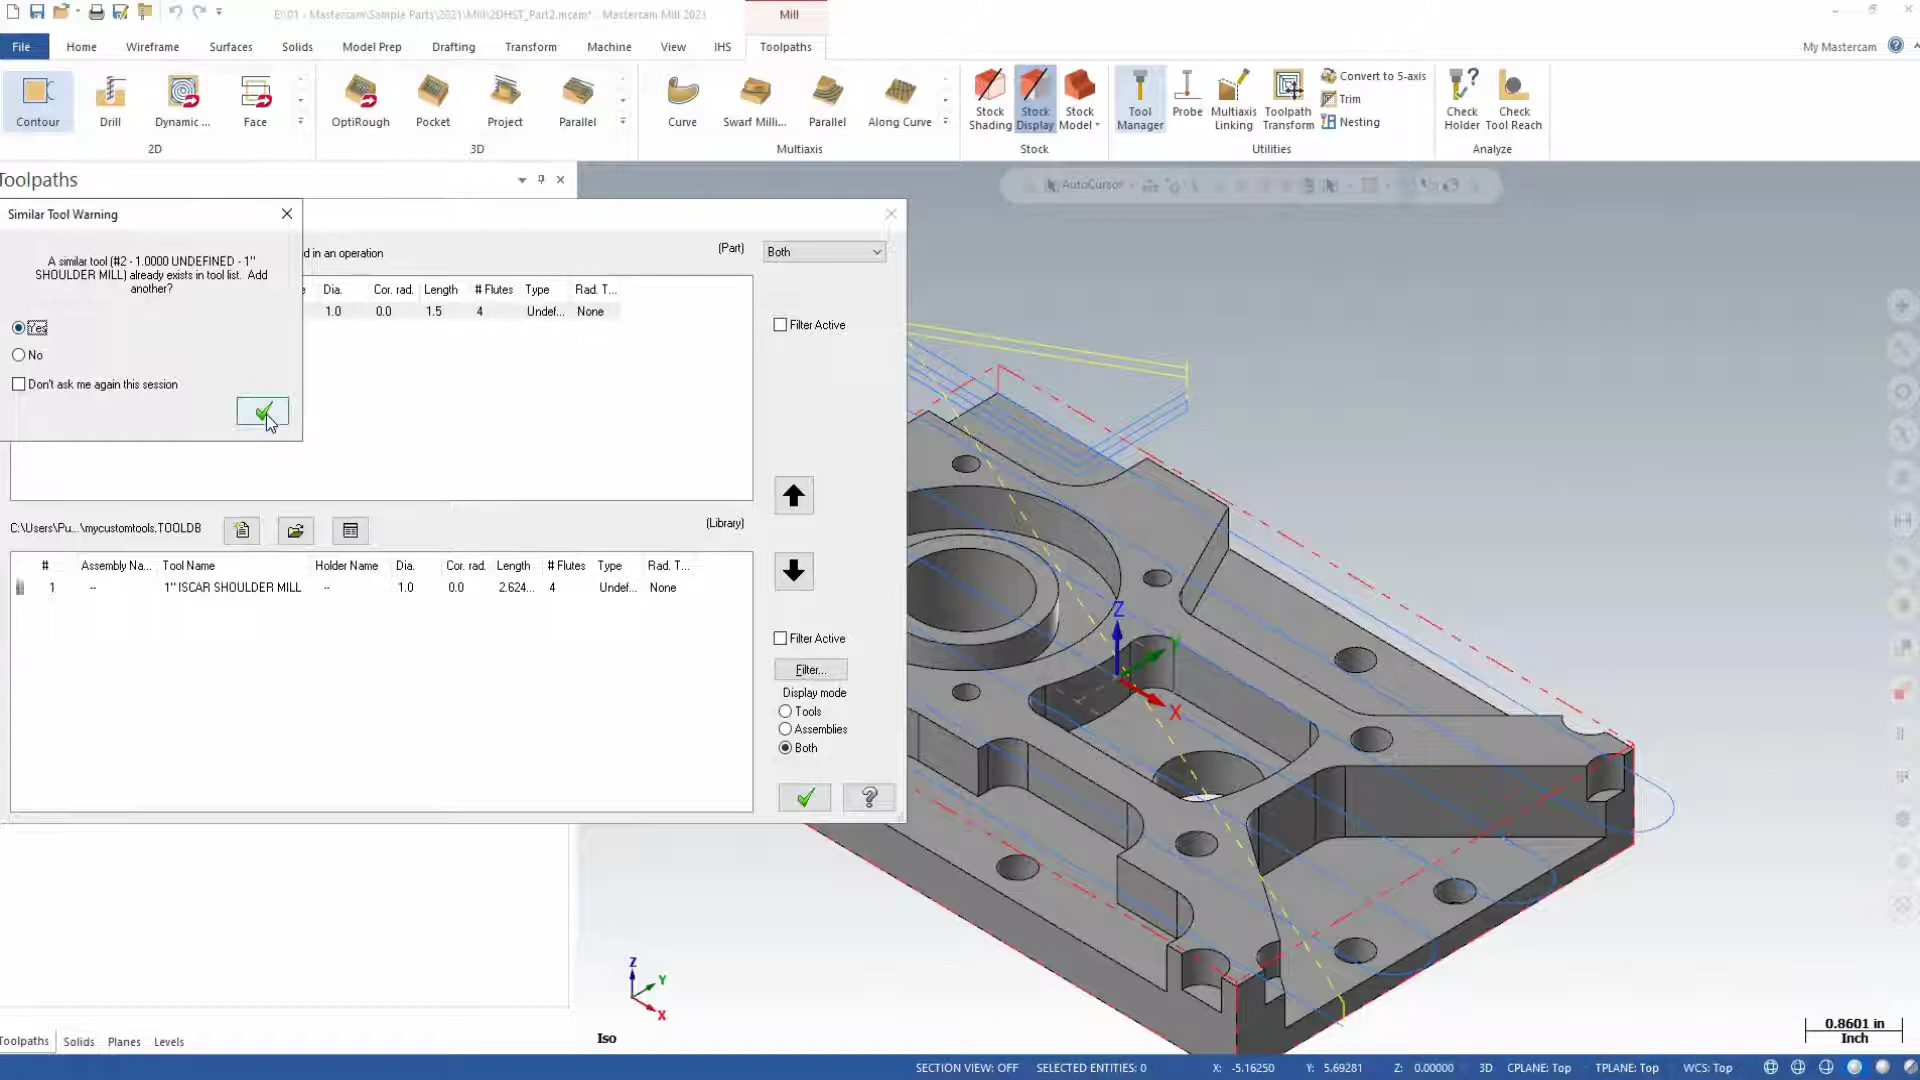 E:\01 - Mastercam\Sample Parts\2021\Mill\2DHST_Part2.mcam* - Mastercam Mill 2021
Mill
File Home Wireframe Surfaces Solids Model Prep Drafting Transform Machine View IHS Toolpaths
My Mastercam
Contour Drill Dynamic ... Face
2D
OptiRough Pocket Project Parallel
3D
Curve Swarf Milli... Parallel Along Curve
Multiaxis
Stock Shading
Stock Display
Stock Model
Stock
Tool Manager
Probe
Multiaxis Linking
Toolpath Transform
Convert to 5-axis
Trim
Nesting
Utilities
Check Holder
Check Tool Reach
Analyze
Toolpaths
AutoCursor
Similar Tool Warning
A similar tool (#2 - 1.0000 UNDEFINED - 1"
SHOULDER MILL) already exists in tool list. Add
another?
Yes
No
Don't ask me again this session
d in an operation
(Part)
Both
Dia. Cor. rad. Length # Flutes Type Rad. T...
1.0 0.0 1.5 4 Undef... None
Filter Active
C:\Users\Pu...\mycustomtools.TOOLDB
(Library)
# Assembly Na... Tool Name Holder Name Dia. Cor. rad. Length # Flutes Type Rad. T...
1 -- 1" ISCAR SHOULDER MILL -- 1.0 0.0 2.624... 4 Undef... None
Filter Active
Filter...
Display mode
Tools
Assemblies
Both
Z
Y
X
Z
Y
X
Iso
0.8601 in
Inch
Toolpaths Solids Planes Levels
SECTION VIEW: OFF SELECTED ENTITIES: 0 X: -5.16250 Y: 5.69281 Z: 0.00000 3D CPLANE: Top TPLANE: Top WCS: Top